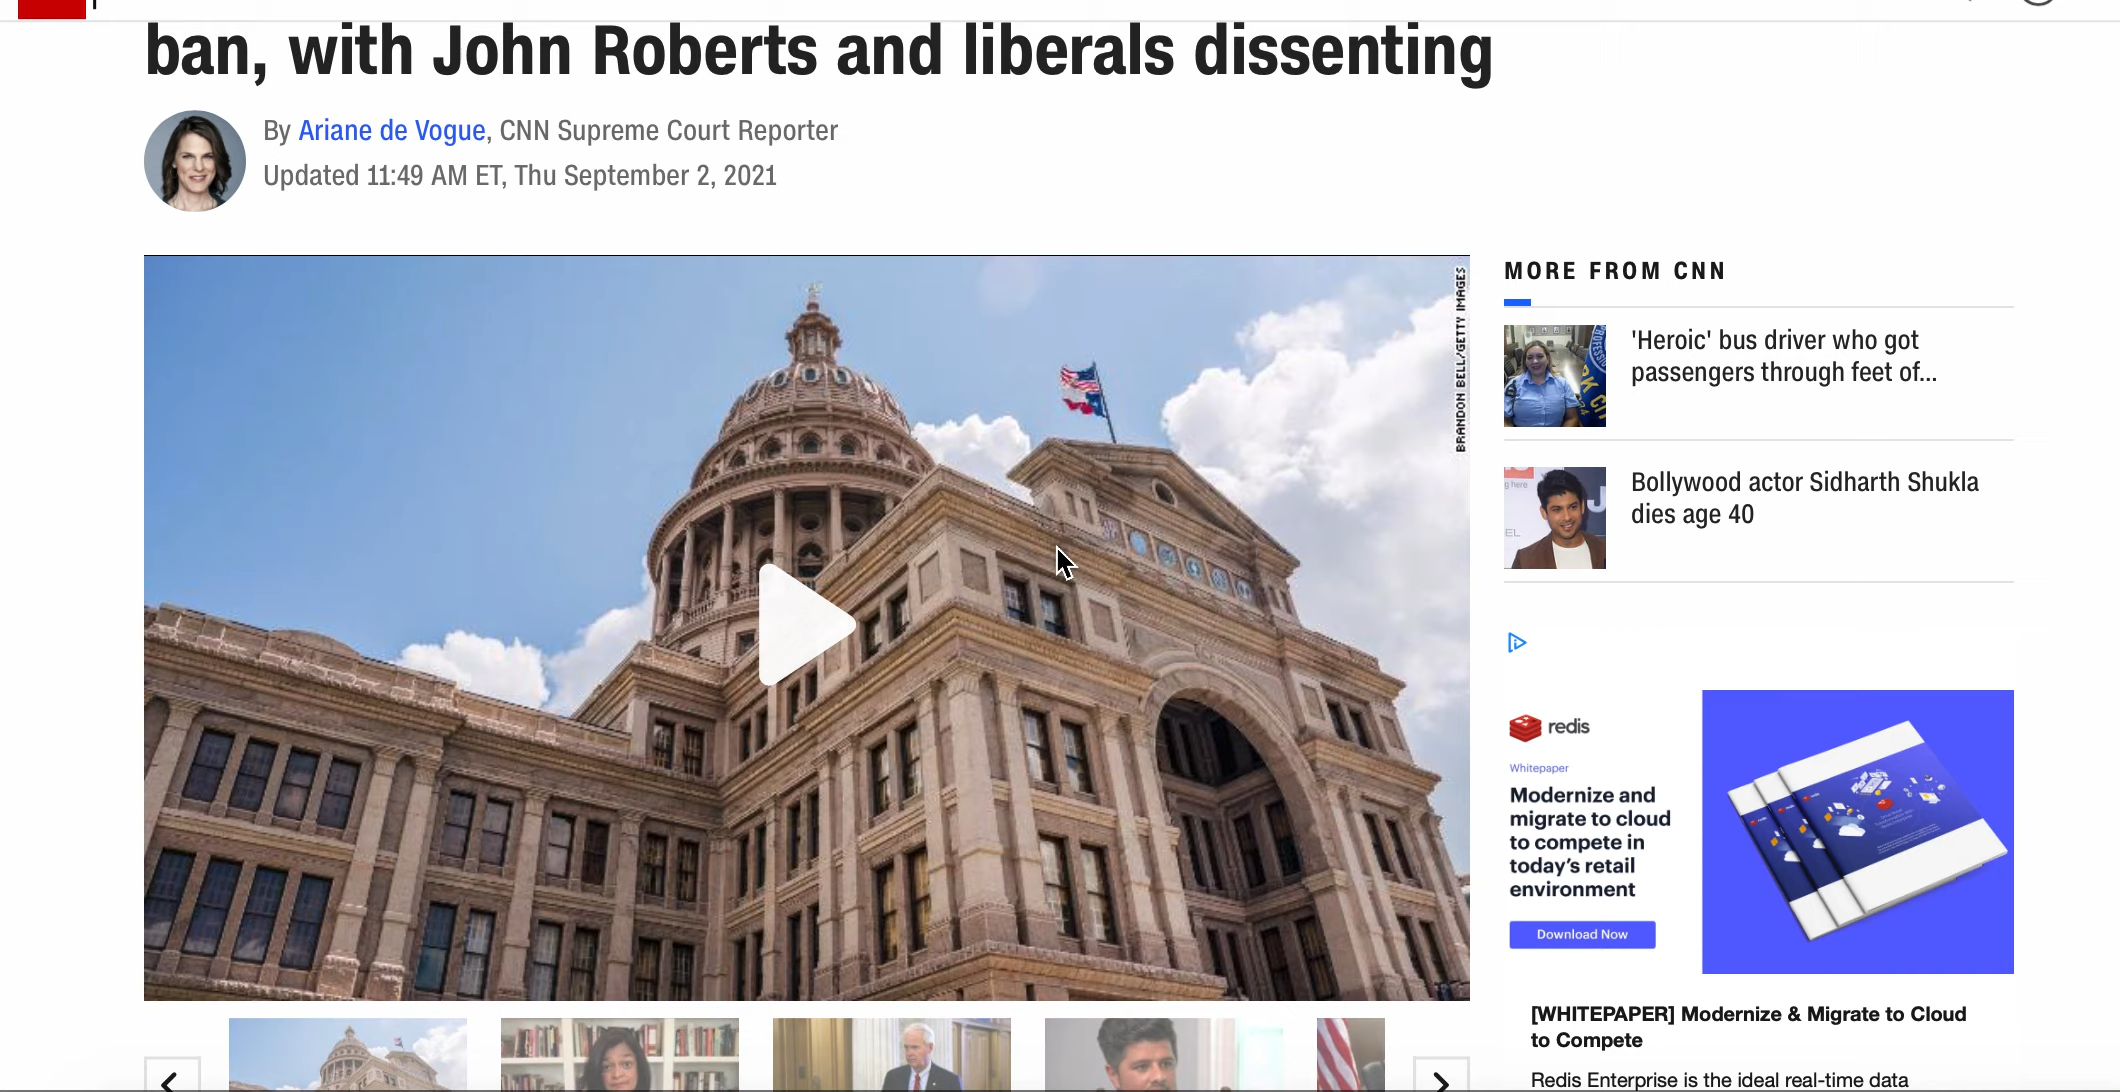 ban, with John Roberts and liberals dissenting
By Ariane de Vogue, CNN Supreme Court Reporter
Updated 11:49 AM ET, Thu September 2, 2021
BRANDON BELL/GETTY IMAGES
MORE FROM CNN
'Heroic' bus driver who got
passengers through feet of...
Bollywood actor Sidharth Shukla
dies age 40
redis
Whitepaper
Modernize and
migrate to cloud
to compete in
today's retail
environment
Download Now
[WHITEPAPER] Modernize & Migrate to Cloud
to Compete
Redis Enterprise is the ideal real-time data